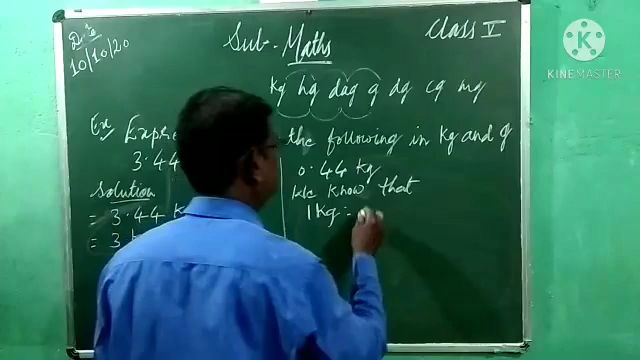 Date
10/10/20
Sub- Maths
Class V
KINEMASTER
kg hg dag g dg cg mg
Ex Expre the following in kg and g
3.44
Solution
= 3.44 k
= 3 k
0.44 kg
We know that
1 kg =